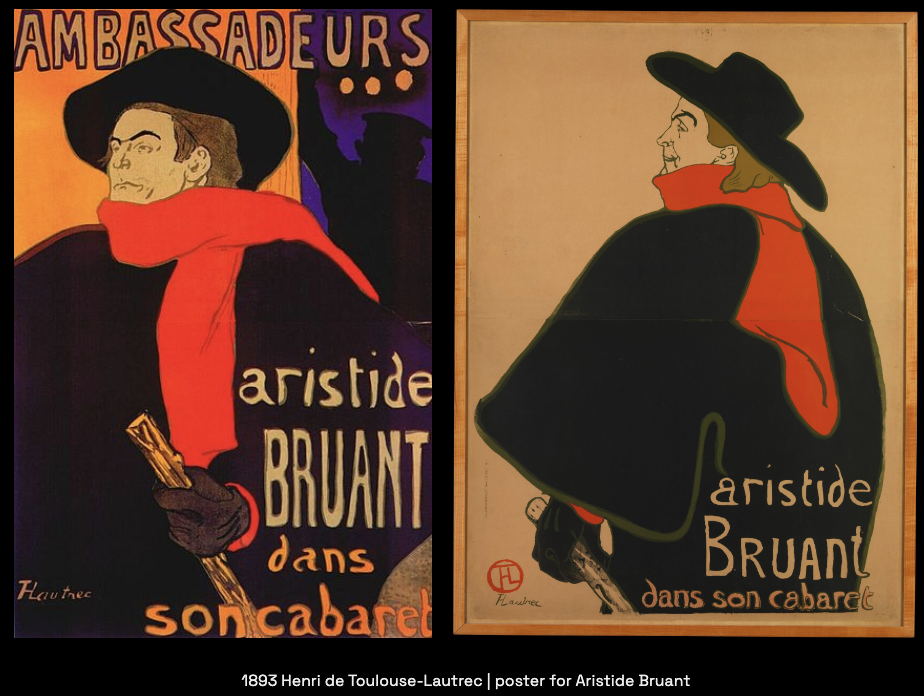 AMBASSADEURS
aristide
BRUANT
dans
son cabaret
HLautrec
aristide
BRUANt
dans son cabaret
HL
HLautrec
1893 Henri de Toulouse-Lautrec | poster for Aristide Bruant